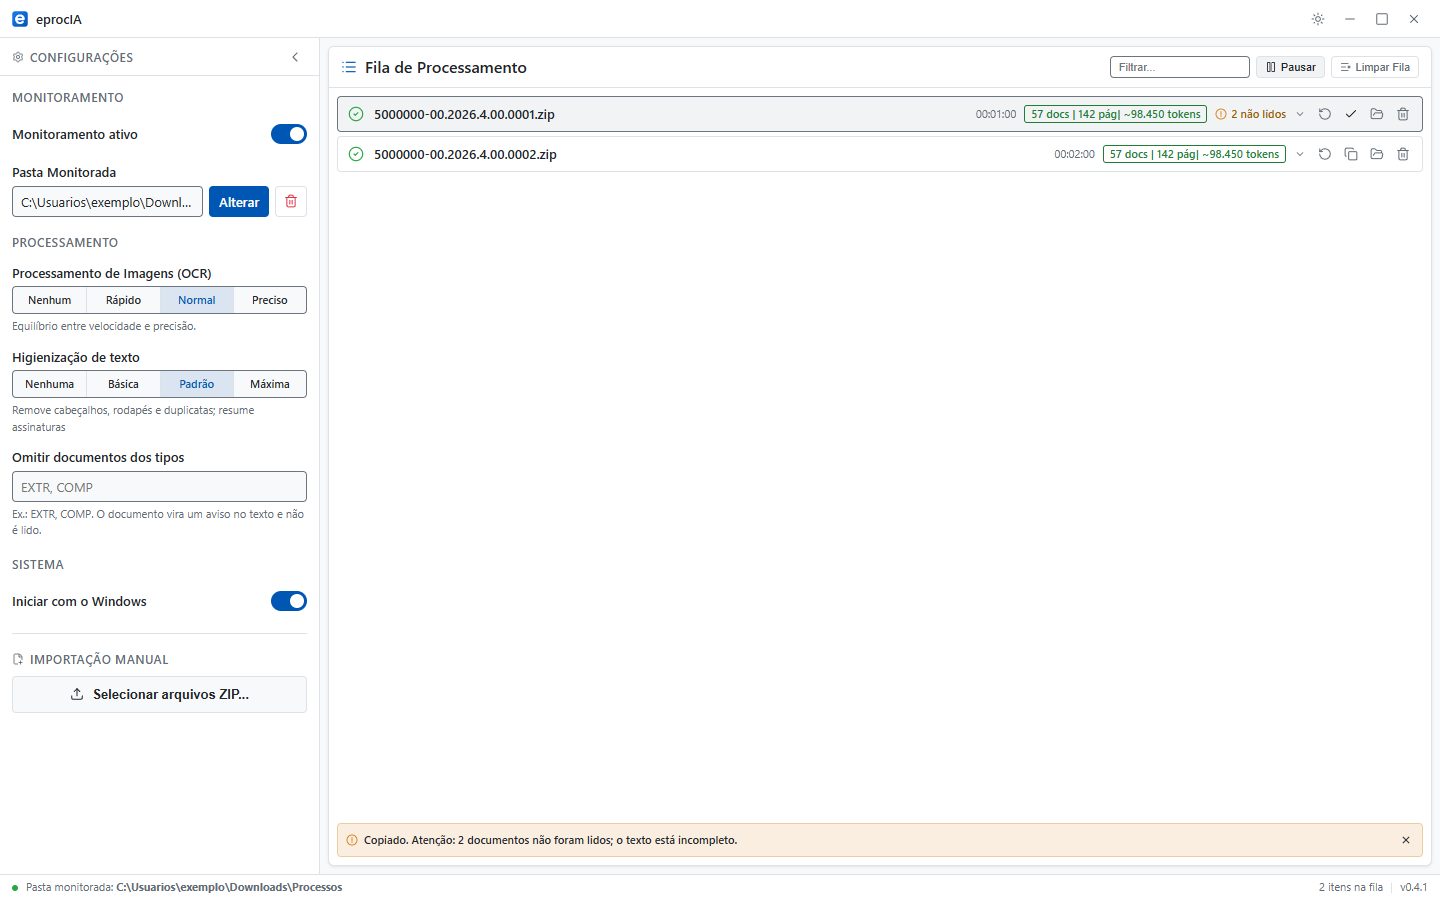 eprocIA
CONFIGURAÇÕES
MONITORAMENTO
Monitoramento ativo
Pasta Monitorada
C:\Usuarios\exemplo\Downl...
Alterar
PROCESSAMENTO
Processamento de Imagens (OCR)
Nenhum
Rápido
Normal
Preciso
Equilíbrio entre velocidade e precisão.
Higienização de texto
Nenhuma
Básica
Padrão
Máxima
Remove cabeçalhos, rodapés e duplicatas; resume
assinaturas
Omitir documentos dos tipos
EXTR, COMP
Ex.: EXTR, COMP. O documento vira um aviso no texto e não
é lido.
SISTEMA
Iniciar com o Windows
IMPORTAÇÃO MANUAL
Selecionar arquivos ZIP...
Fila de Processamento
Filtrar...
Pausar
Limpar Fila
5000000-00.2026.4.00.0001.zip
00:01:00
57 docs | 142 pág| ~98.450 tokens
2 não lidos
5000000-00.2026.4.00.0002.zip
00:02:00
57 docs | 142 pág| ~98.450 tokens
Copiado. Atenção: 2 documentos não foram lidos; o texto está incompleto.
Pasta monitorada: C:\Usuarios\exemplo\Downloads\Processos
2 itens na fila
v0.4.1